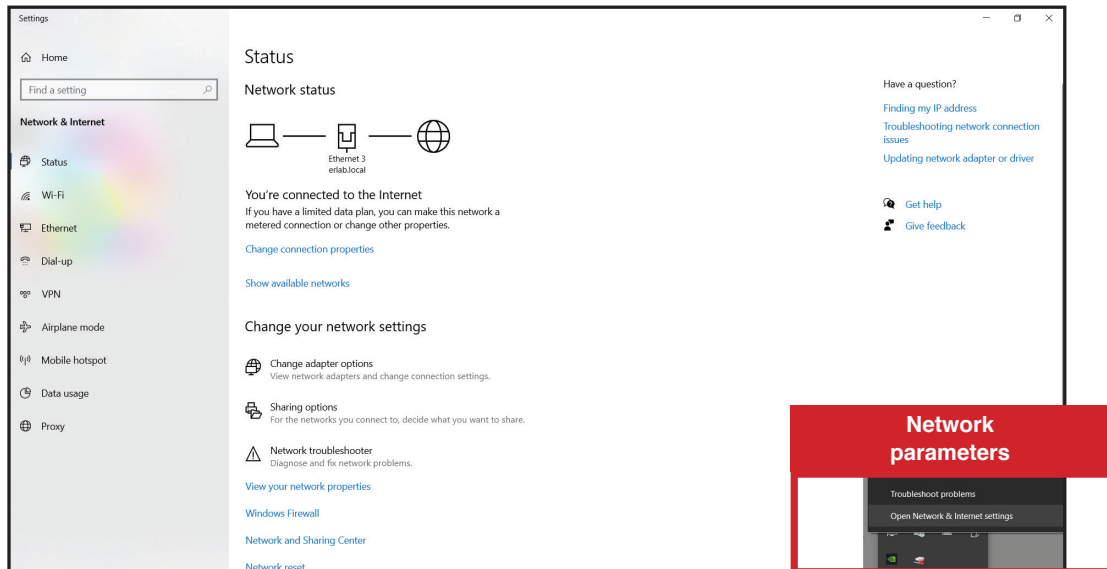 Settings
Home
Find a setting
Network & Internet
Status
Wi-Fi
Ethernet
Dial-up
VPN
Airplane mode
Mobile hotspot
Data usage
Proxy
Status
Network status
Ethernet 3
erlab.local
You're connected to the Internet
If you have a limited data plan, you can make this network a
metered connection or change other properties.
Change connection properties
Show available networks
Change your network settings
Change adapter options
View network adapters and change connection settings.
Sharing options
For the networks you connect to, decide what you want to share.
Network troubleshooter
Diagnose and fix network problems.
View your network properties
Windows Firewall
Network and Sharing Center
Network reset
Have a question?
Finding my IP address
Troubleshooting network connection
issues
Updating network adapter or driver
Get help
Give feedback
Network
parameters
Troubleshoot problems
Open Network & Internet settings